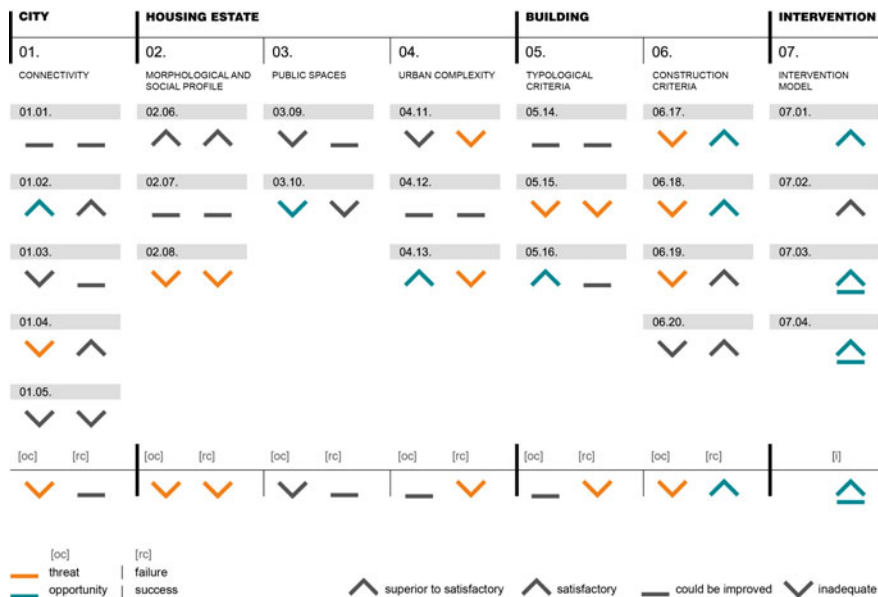 CITY HOUSING ESTATE BUILDING INTERVENTION
01. 02. 03. 04. 05. 06. 07.
CONNECTIVITY MORPHOLOGICAL AND PUBLIC SPACES URBAN COMPLEXITY TYPOLOGICAL CONSTRUCTION INTERVENTION
SOCIAL PROFILE CRITERIA CRITERIA MODEL
01.01. 02.06. 03.09. 04.11. 05.14. 06.17. 07.01.
01.02. 02.07. 03.10. 04.12. 05.15. 06.18. 07.02.
01.03. 02.08. 04.13. 05.16. 06.19. 07.03.
01.04. 06.20. 07.04.
01.05.
[oc] [rc] [oc] [rc] [oc] [rc] [oc] [rc] [oc] [rc] [oc] [rc] [i]
[oc] [rc]
threat | failure
opportunity | success superior to satisfactory satisfactory could be improved inadequate